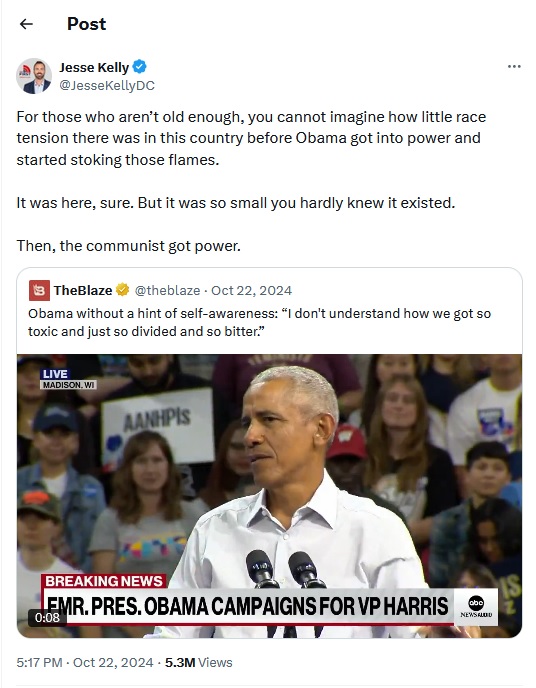 Post
Jesse Kelly
@JesseKellyDC
For those who aren’t old enough, you cannot imagine how little race
tension there was in this country before Obama got into power and
started stoking those flames.
It was here, sure. But it was so small you hardly knew it existed.
Then, the communist got power.
TheBlaze @theblaze · Oct 22, 2024
Obama without a hint of self-awareness: “I don't understand how we got so
toxic and just so divided and so bitter.”
LIVE
MADISON, WI
AANHPIs
BREAKING NEWS
FMR. PRES. OBAMA CAMPAIGNS FOR VP HARRIS
abc
NEWS AUDIO
0:08
5:17 PM · Oct 22, 2024 · 5.3M Views